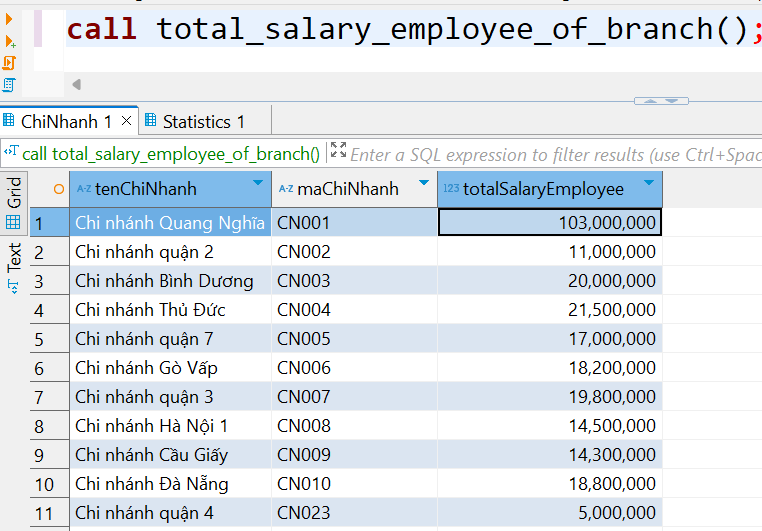 call total_salary_employee_of_branch();
ChiNhanh 1 Statistics 1
call total_salary_employee_of_branch() Enter a SQL expression to filter results (use Ctrl+Spac
Grid
Text
A-Z tenChiNhanh A-Z maChiNhanh 123 totalSalaryEmployee
1 Chi nhánh Quang Nghĩa CN001 103,000,000
2 Chi nhánh quận 2 CN002 11,000,000
3 Chi nhánh Bình Dương CN003 20,000,000
4 Chi nhánh Thủ Đức CN004 21,500,000
5 Chi nhánh quận 7 CN005 17,000,000
6 Chi nhánh Gò Vấp CN006 18,200,000
7 Chi nhánh quận 3 CN007 19,800,000
8 Chi nhánh Hà Nội 1 CN008 14,500,000
9 Chi nhánh Cầu Giấy CN009 14,300,000
10 Chi nhánh Đà Nẵng CN010 18,800,000
11 Chi nhánh quận 4 CN023 5,000,000